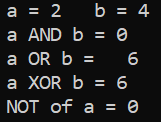 a = 2   b = 4
a AND b = 0
a OR b =   6
a XOR b = 6
NOT of a = 0